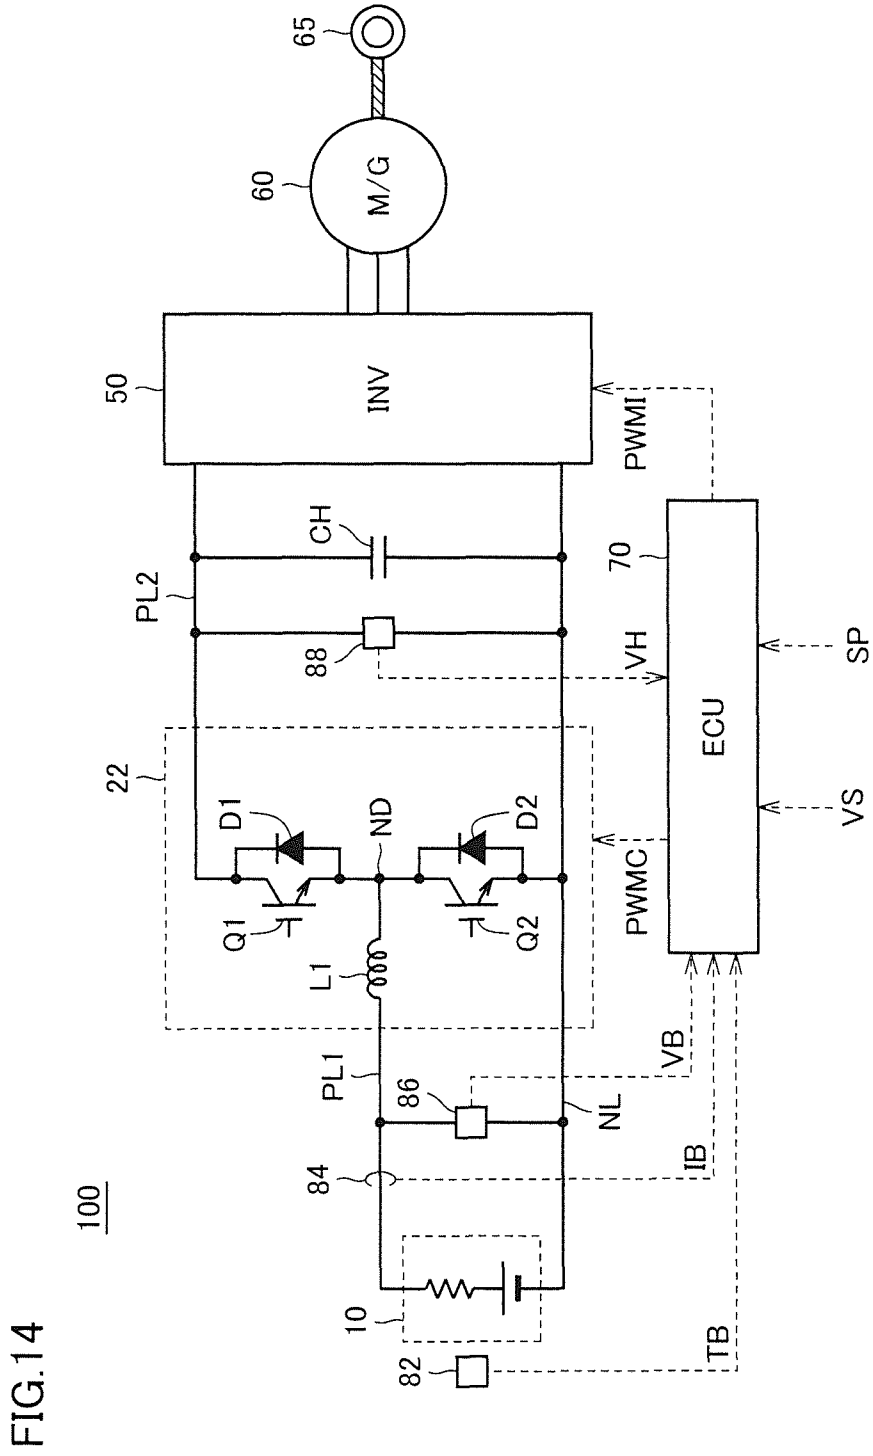 FIG.14
100
22
PL2
50
60
65
D1
Q1
CH
88
ND
L1
INV
M/G
PL1
84
86
10
82
D2
Q2
NL
VB
IB
TB
PWMC
VH
PWMI
70
ECU
VS
SP